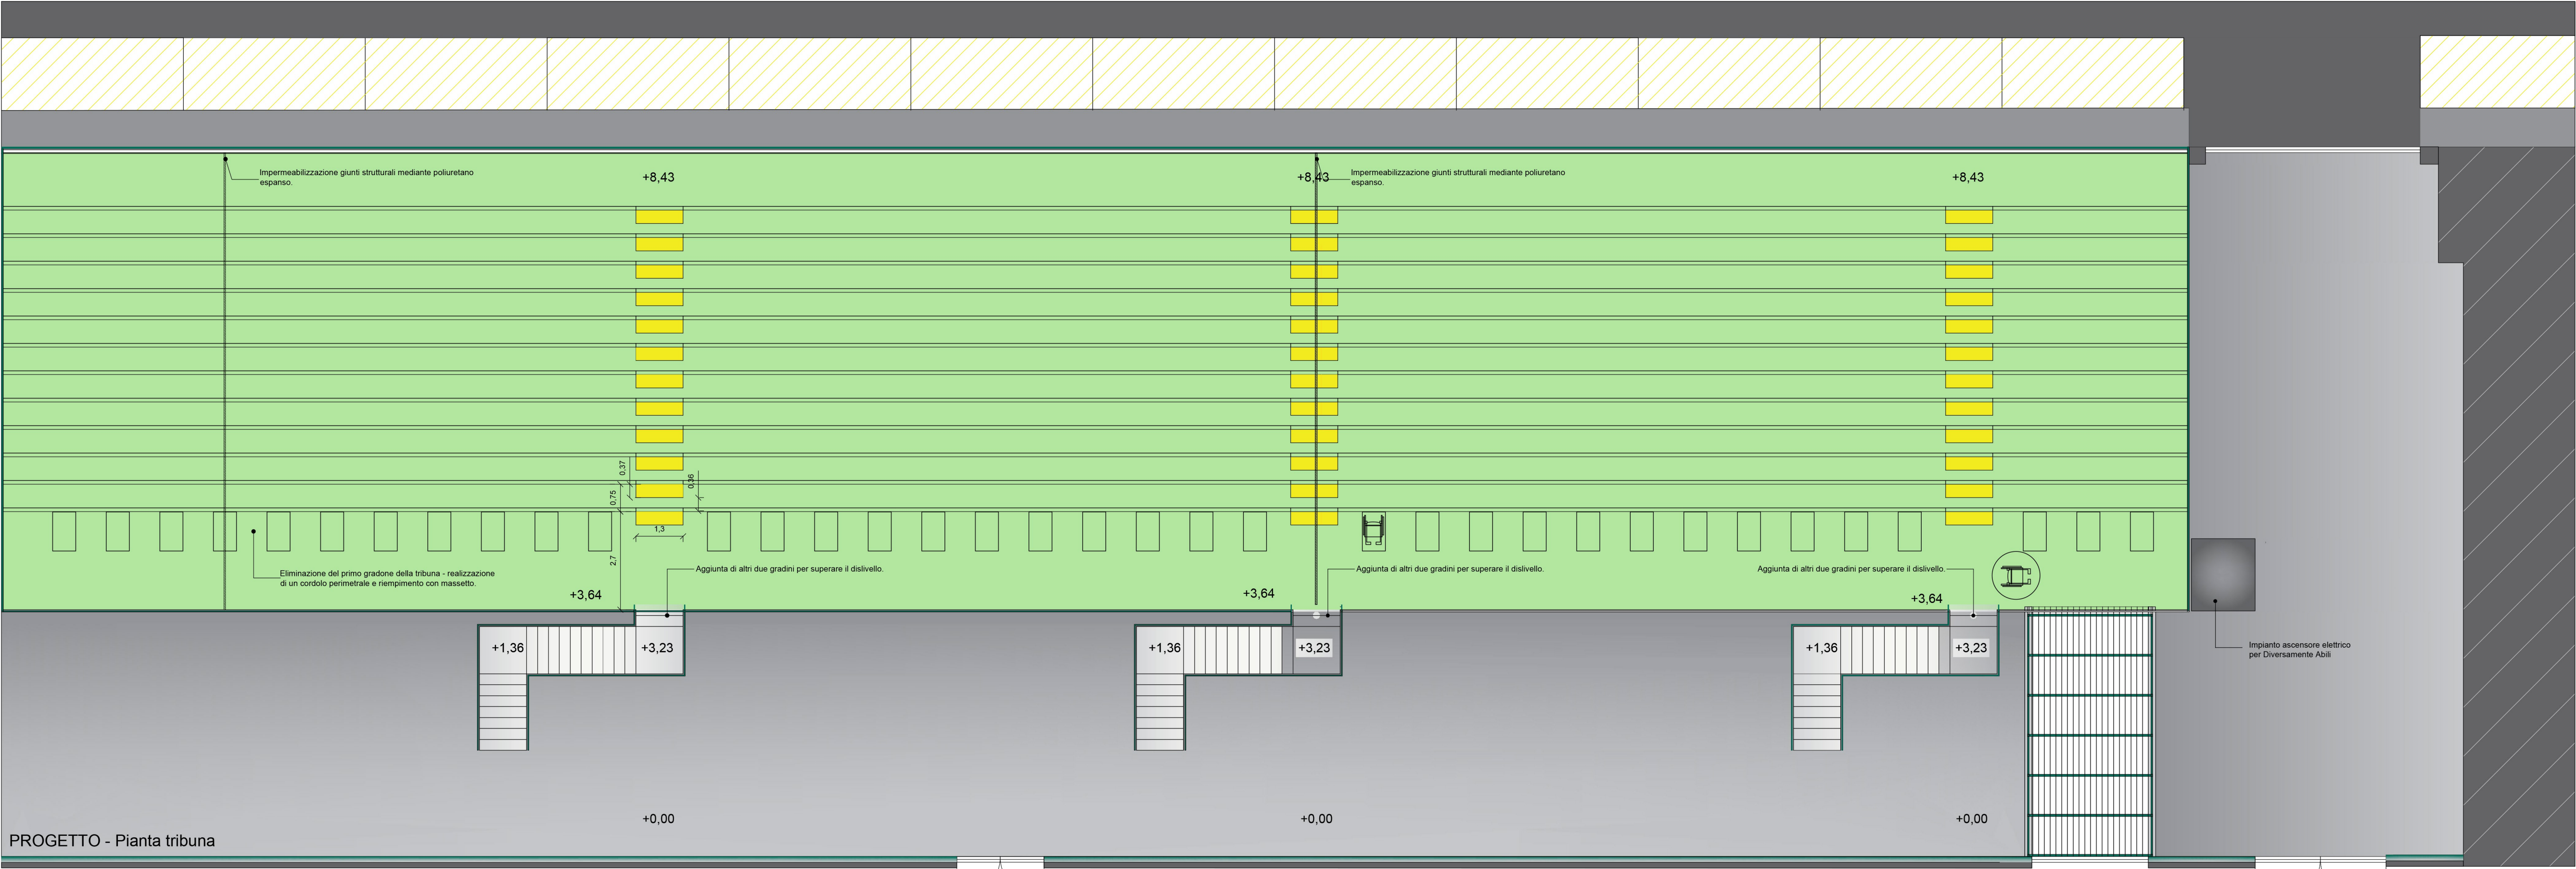 Impermeabilizzazione giunti strutturali mediante poliuretano
espanso.
+8,43
+8,43
Impermeabilizzazione giunti strutturali mediante poliuretano
espanso.
+8,43
0,37
0,36
0,75
1,3
2,7
Eliminazione del primo gradone della tribuna - realizzazione
di un cordolo perimetrale e riempimento con massetto.
Aggiunta di altri due gradini per superare il dislivello.
Aggiunta di altri due gradini per superare il dislivello.
Aggiunta di altri due gradini per superare il dislivello.
+3,64
+3,64
+3,64
+1,36
+3,23
+1,36
+3,23
+1,36
+3,23
Impianto ascensore elettrico
per Diversamente Abili
+0,00
+0,00
+0,00
PROGETTO - Pianta tribuna